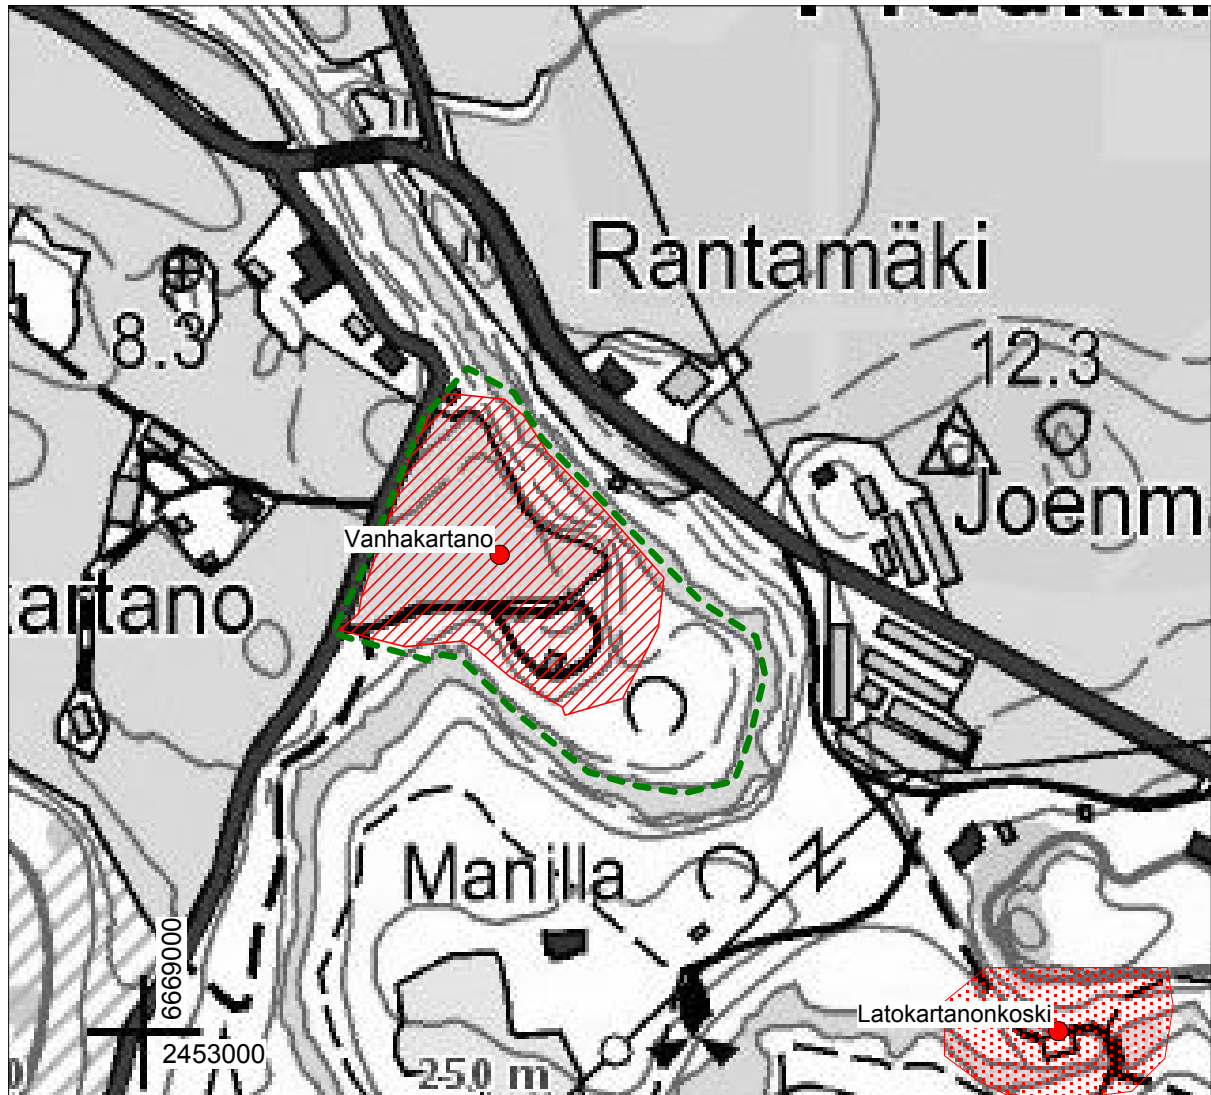 Rantamäki
8.3
12.3
Joenm
Vanhakartano
kartano
Manilla
6669000
Latokartanonkoski
2453000
250 m